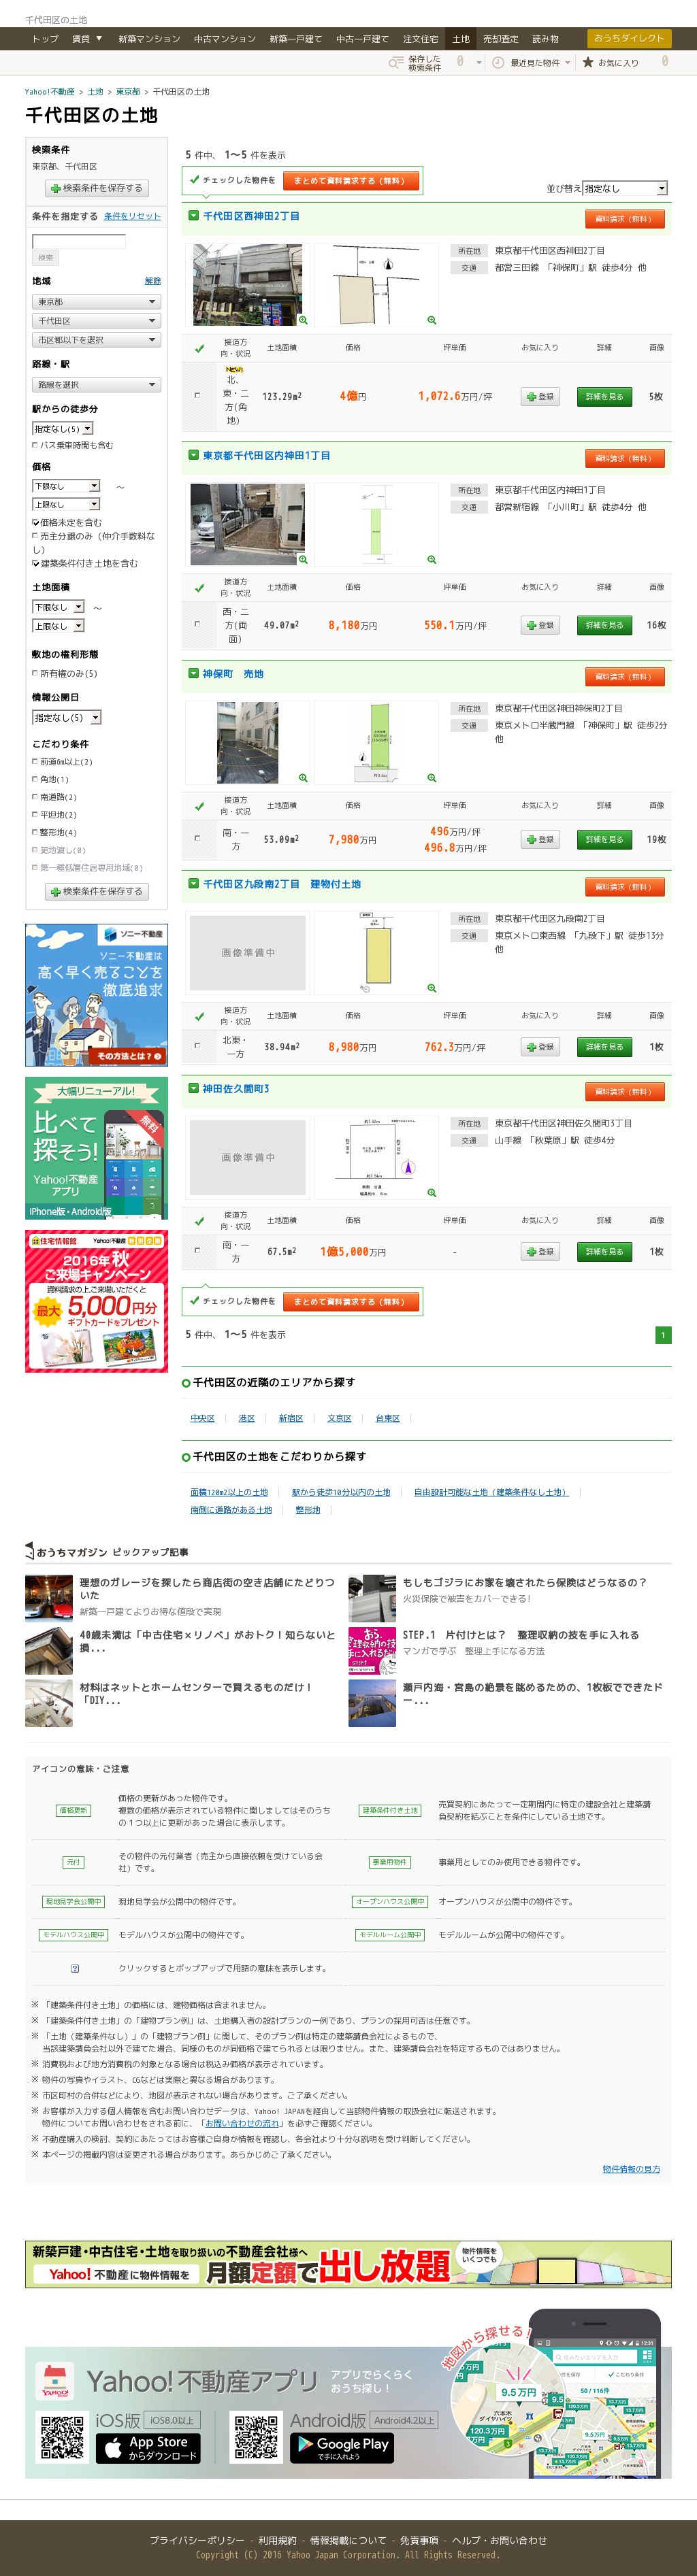 千代田区の土地
トップ 賃貸 ▼ 新築マンション 中古マンション 新築一戸建て 中古一戸建て 注文住宅 土地 売却査定 読み物 おうちダイレクト
保存した検索条件 0 最近見た物件 お気に入り 0
Yahoo!不動産 > 土地 > 東京都 > 千代田区の土地
千代田区の土地
検索条件
東京都、千代田区
検索条件を保存する
条件を指定する 条件をリセット
検索
地域 解除
東京都
千代田区
市区郡以下を選択
路線・駅
路線を選択
駅からの徒歩分
指定なし(5)
バス乗車時間も含む
価格
下限なし ～
上限なし
価格未定を含む
売主分譲のみ（仲介手数料なし）
建築条件付き土地を含む
土地面積
下限なし ～
上限なし
敷地の権利形態
所有権のみ(5)
情報公開日
指定なし(5)
こだわり条件
前道6m以上(2)
角地(1)
南道路(2)
平坦地(2)
整形地(4)
更地渡し(0)
第一種低層住居専用地域(0)
検索条件を保存する
ソニー不動産
ソニー不動産は
高く早く売ることを
徹底追求
その方法とは？
大幅リニューアル！
無料
比べて
探そう！
Yahoo!不動産
アプリ
iPhone版・Android版
住宅情報館 Yahoo!不動産
2016年秋
ご来場キャンペーン
資料請求の上、ご来場いただくと
最大 5,000円分
ギフトカードをプレゼント
5 件中、 1～5 件を表示
チェックした物件を まとめて資料請求する（無料）
並び替え 指定なし
千代田区西神田2丁目 資料請求（無料）
所在地 東京都千代田区西神田2丁目
交通 都営三田線 「神保町」駅 徒歩4分 他
接道方向・状況 土地面積 価格 坪単価 お気に入り 詳細 画像
NEW!
北、東・二方(角地) 123.29m2 4億円 1,072.6万円/坪 登録 詳細を見る 5枚
東京都千代田区内神田1丁目 資料請求（無料）
所在地 東京都千代田区内神田1丁目
交通 都営新宿線 「小川町」駅 徒歩4分 他
接道方向・状況 土地面積 価格 坪単価 お気に入り 詳細 画像
西・二方(両面) 49.07m2 8,180万円 550.1万円/坪 登録 詳細を見る 16枚
神保町 売地 資料請求（無料）
所在地 東京都千代田区神田神保町2丁目
交通 東京メトロ半蔵門線 「神保町」駅 徒歩2分 他
接道方向・状況 土地面積 価格 坪単価 お気に入り 詳細 画像
南・一方 53.09m2 7,980万円 496万円/坪 496.8万円/坪 登録 詳細を見る 19枚
千代田区九段南2丁目 建物付土地 資料請求（無料）
画像準備中
所在地 東京都千代田区九段南2丁目
交通 東京メトロ東西線 「九段下」駅 徒歩13分 他
接道方向・状況 土地面積 価格 坪単価 お気に入り 詳細 画像
北東・一方 38.94m2 8,980万円 762.3万円/坪 登録 詳細を見る 1枚
神田佐久間町3 資料請求（無料）
画像準備中
所在地 東京都千代田区神田佐久間町3丁目
交通 山手線 「秋葉原」駅 徒歩4分
接道方向・状況 土地面積 価格 坪単価 お気に入り 詳細 画像
南・一方 67.5m2 1億5,000万円 - 登録 詳細を見る 1枚
チェックした物件を まとめて資料請求する（無料）
5 件中、 1～5 件を表示 1
千代田区の近隣のエリアから探す
中央区 港区 新宿区 文京区 台東区
千代田区の土地をこだわりから探す
面積120m2以上の土地 駅から徒歩10分以内の土地 自由設計可能な土地（建築条件なし土地）
南側に道路がある土地 整形地
おうちマガジン ピックアップ記事
理想のガレージを探したら商店街の空き店舗にたどりついた
新築一戸建てよりお得な値段で実現
もしもゴジラにお家を壊されたら保険はどうなるの？
火災保険で被害をカバーできる！
40歳未満は「中古住宅×リノベ」がおトク！知らないと損...
STEP.1 片付けとは？ 整理収納の技を手に入れる
マンガで学ぶ 整理上手になる方法
材料はネットとホームセンターで買えるものだけ！「DIY...
瀬戸内海・宮島の絶景を眺めるための、1枚板でできたドー...
アイコンの意味・ご注意
価格更新 価格の更新があった物件です。
複数の価格が表示されている物件に関しましてはそのうちの１つ以上に更新があった場合に表示します。
建築条件付き土地 売買契約にあたって一定期間内に特定の建設会社と建築請負契約を結ぶことを条件にしている土地です。
元付 その物件の元付業者（売主から直接依頼を受けている会社）です。
事業用物件 事業用としてのみ使用できる物件です。
現地見学会公開中 現地見学会が公開中の物件です。
オープンハウス公開中 オープンハウスが公開中の物件です。
モデルハウス公開中 モデルハウスが公開中の物件です。
モデルルーム公開中 モデルルームが公開中の物件です。
? クリックするとポップアップで用語の意味を表示します。
※ 「建築条件付き土地」の価格には、建物価格は含まれません。
※ 「建築条件付き土地」の「建物プラン例」は、土地購入者の設計プランの一例であり、プランの採用可否は任意です。
※ 「土地（建築条件なし）」の「建物プラン例」に関して、そのプラン例は特定の建築請負会社によるもので、
当該建築請負会社以外で建てた場合、同様のものが同価格で建てられるとは限りません。また、建築請負会社を特定するものではありません。
※ 消費税および地方消費税の対象となる場合は税込み価格が表示されています。
※ 物件の写真やイラスト、CGなどは実際と異なる場合があります。
※ 市区町村の合併などにより、地図が表示されない場合があります。ご了承ください。
※ お客様が入力する個人情報を含むお問い合わせデータは、Yahoo! JAPANを経由して当該物件情報の取扱会社に転送されます。
物件についてお問い合わせをされる前に、「お問い合わせの流れ」を必ずご確認ください。
※ 不動産購入の検討、契約にあたってはお客様ご自身が情報を確認し、各会社より十分な説明を受け判断してください。
※ 本ページの掲載内容は変更される場合があります。あらかじめご了承ください。
物件情報の見方
新築戸建・中古住宅・土地を取り扱いの不動産会社様へ
Yahoo!不動産に物件情報を 月額定額で出し放題
物件情報をいくつでも
地図から探せる！
Yahoo!不動産アプリ アプリでらくらくおうち探し！
iOS版 iOS8.0以上
App Storeからダウンロード
Android版 Android4.2以上
Google Playで手に入れよう
9.5万円
六本木
ダイヤハイツ
120.3万円
12:31
50 / 116件
プライバシーポリシー - 利用規約 - 情報掲載について - 免責事項 - ヘルプ・お問い合わせ
Copyright (C) 2016 Yahoo Japan Corporation. All Rights Reserved.